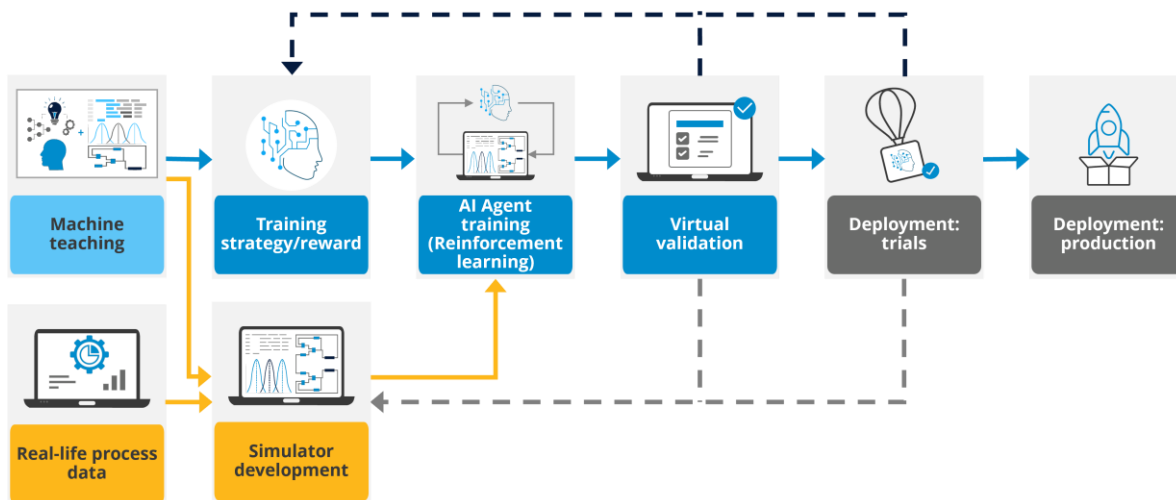 Machine
teaching
Training
strategy/reward
AI Agent
training
(Reinforcement
learning)
Virtual
validation
Deployment:
trials
Deployment:
production
Real-life process
data
Simulator
development